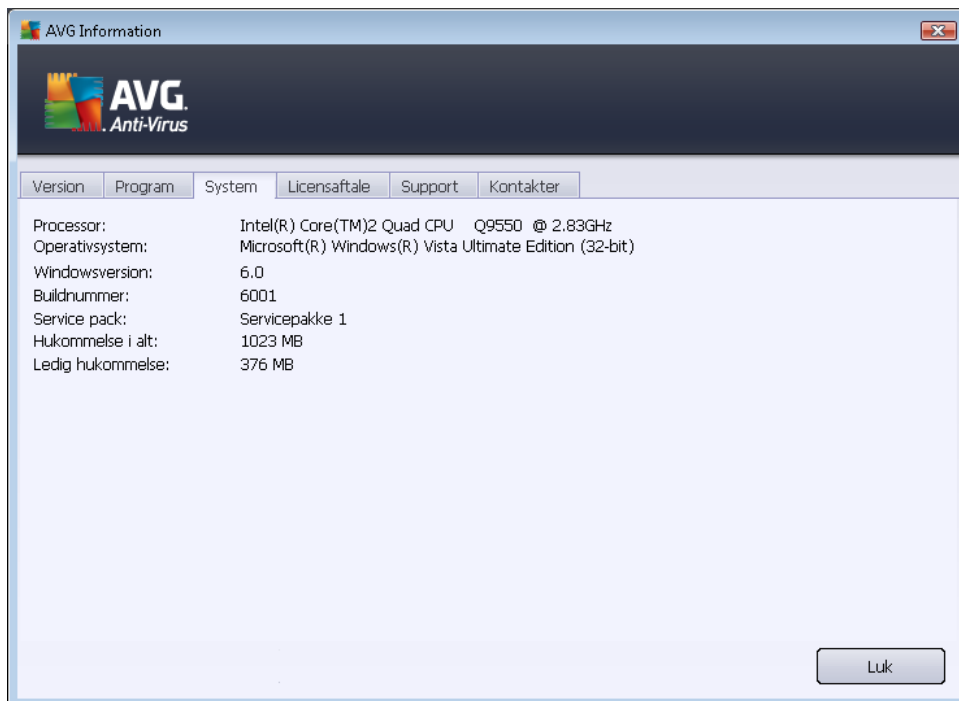 AVG Information
AVG.
Anti-Virus
Version Program System Licensaftale Support Kontakter
Processor: Intel(R) Core(TM)2 Quad CPU Q9550 @ 2.83GHz
Operativsystem: Microsoft(R) Windows(R) Vista Ultimate Edition (32-bit)
Windowsversion: 6.0
Buildnummer: 6001
Service pack: Servicepakke 1
Hukommelse i alt: 1023 MB
Ledig hukommelse: 376 MB
Luk